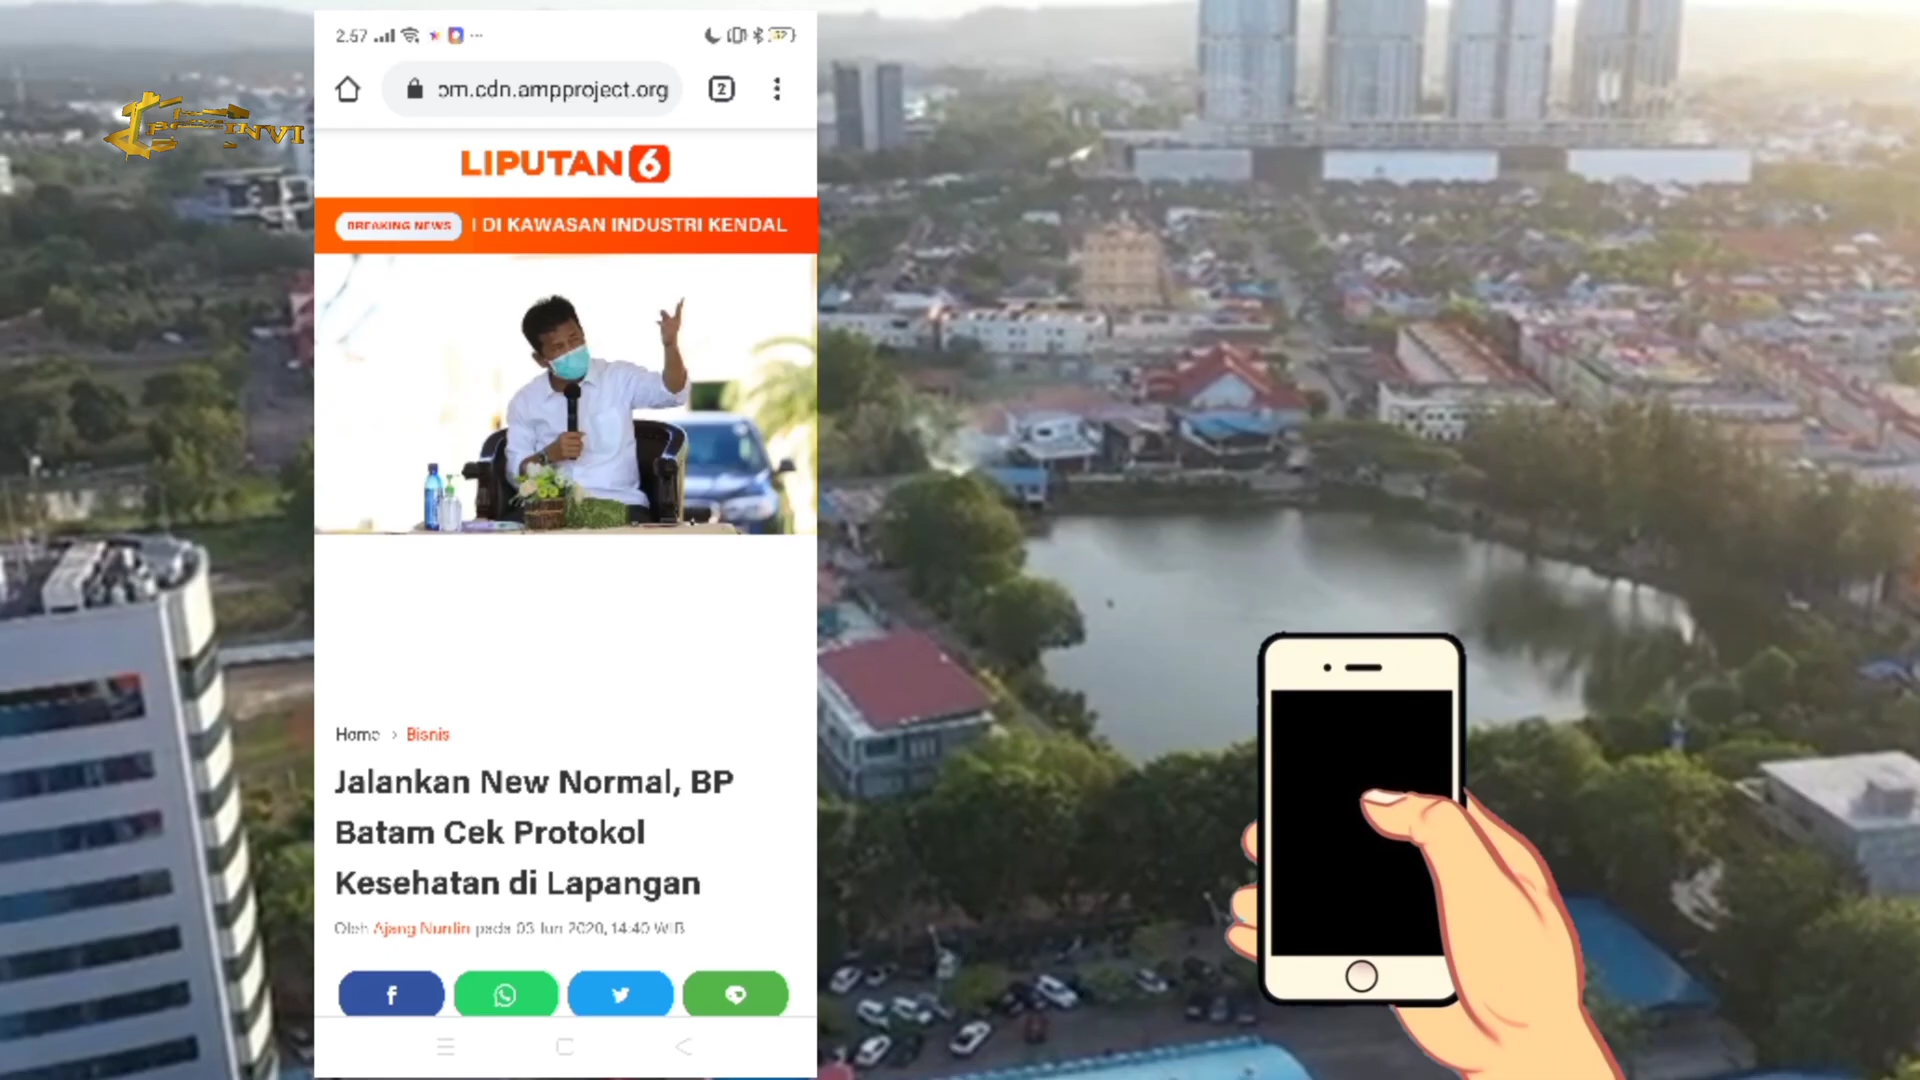 2.57
om.cdn.ampproject.org
2
LIPUTAN 6
BREAKING NEWS I DI KAWASAN INDUSTRI KENDAL
Home > Bisnis
Jalankan New Normal, BP
Batam Cek Protokol
Kesehatan di Lapangan
Oleh Ajang Nurdin pada 03 Jun 2020, 14:40 WIB